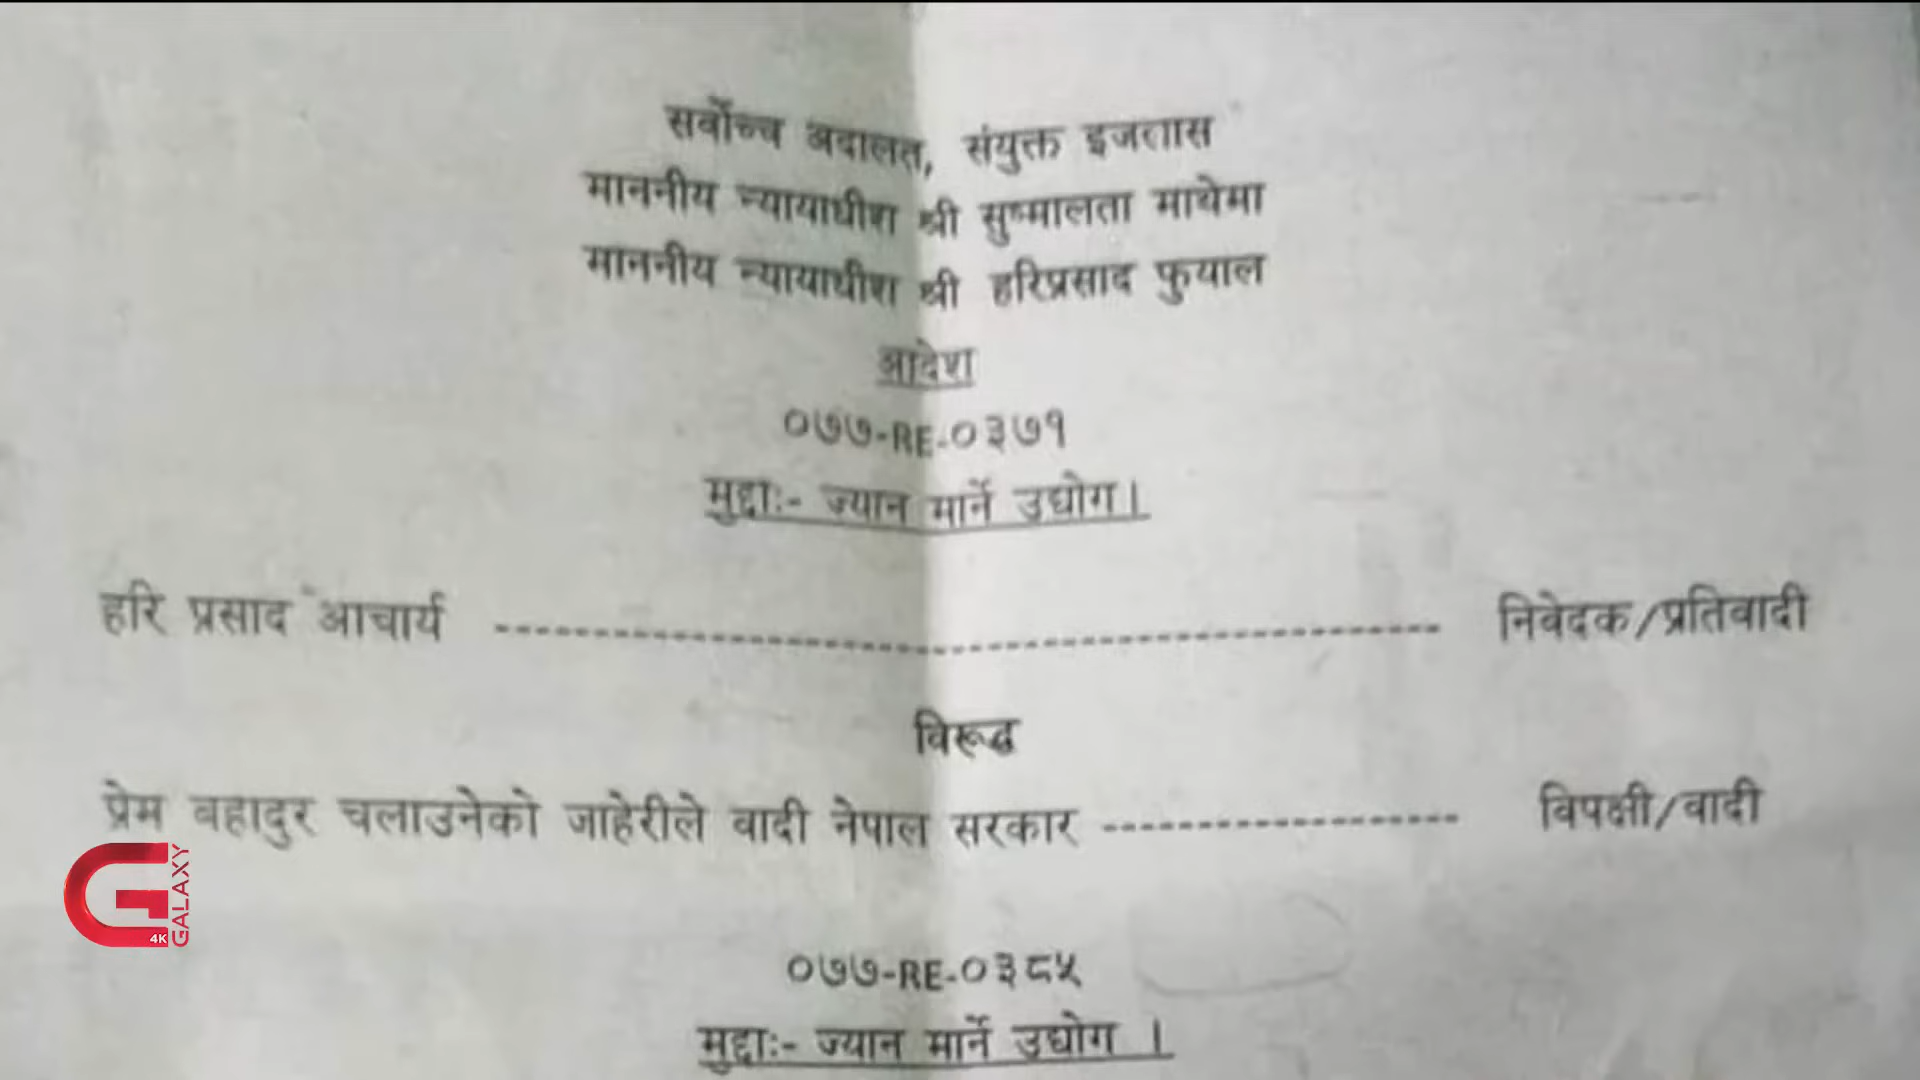 सर्वोच्च अदालत, संयुक्त इजलास
माननीय न्यायाधीश श्री सुष्मालता माथेमा
माननीय न्यायाधीश श्री हरिप्रसाद फुयाल
आदेश
०७७-RE-०३७१
मुद्दाः- ज्यान मार्ने उद्योग।
हरि प्रसाद आचार्य ------------------------------------------------ निवेदक/प्रतिवादी
विरूद्ध
प्रेम बहादुर चलाउनेको जाहेरीले वादी नेपाल सरकार ------------------- विपक्षी/वादी
०७७-RE-०३८५
मुद्दाः- ज्यान मार्ने उद्योग ।
G GALAXY 4K